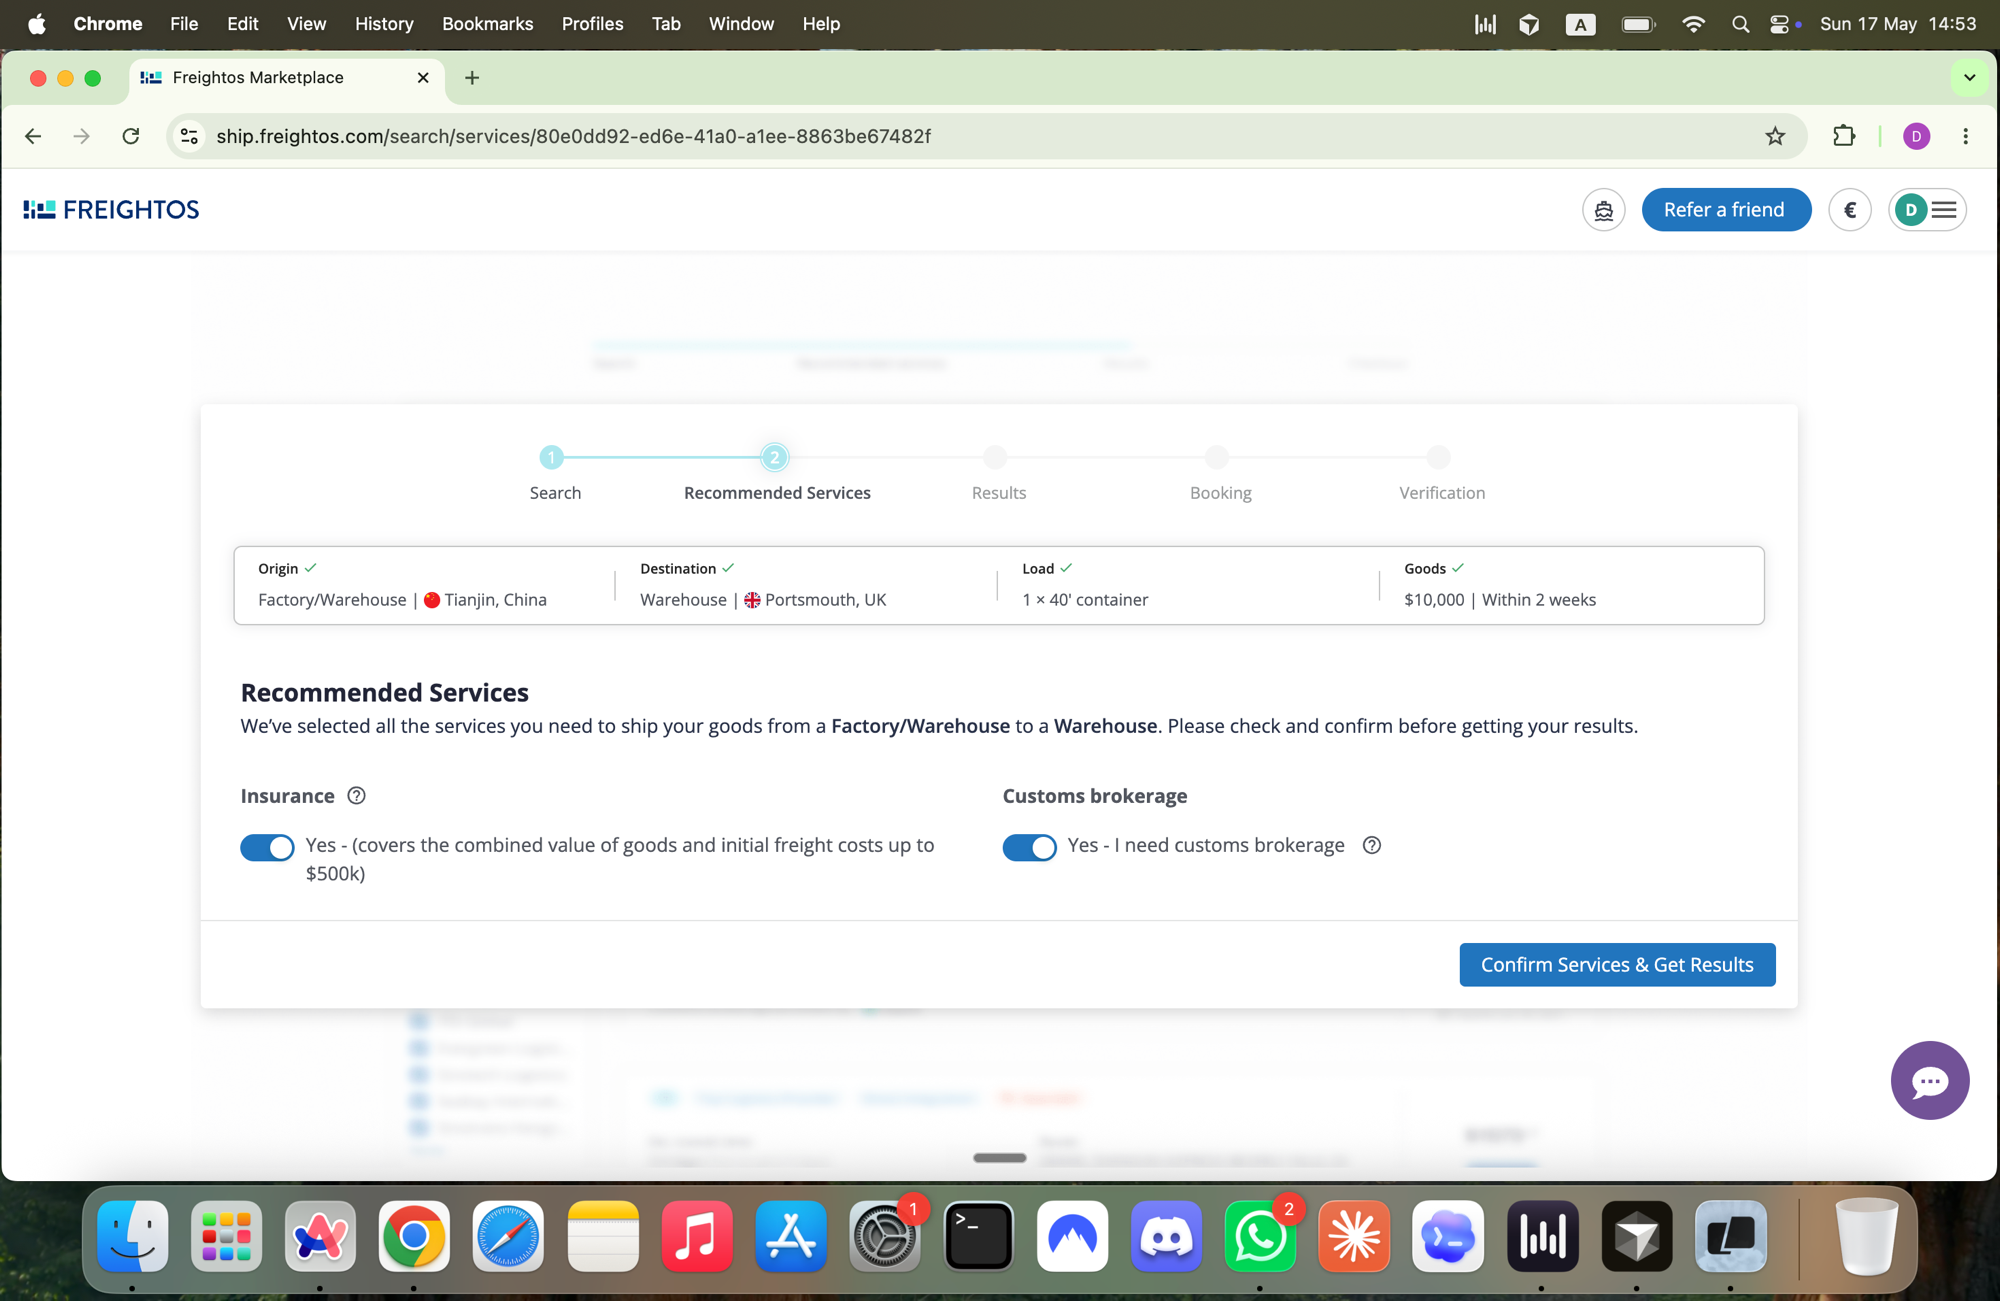 Chrome File Edit View History Bookmarks Profiles Tab Window Help A Sun 17 May 14:53
Freightos Marketplace
ship.freightos.com/search/services/80e0dd92-ed6e-41a0-a1ee-8863be67482f D
FREIGHTOS Refer a friend € D
1 2
Search Recommended Services Results Booking Verification
Origin Destination Load Goods
Factory/Warehouse | Tianjin, China Warehouse | Portsmouth, UK 1 × 40' container $10,000 | Within 2 weeks
Recommended Services
We've selected all the services you need to ship your goods from a Factory/Warehouse to a Warehouse. Please check and confirm before getting your results.
Insurance ? Customs brokerage
Yes - (covers the combined value of goods and initial freight costs up to $500k) Yes - I need customs brokerage ?
Confirm Services & Get Results
1 2